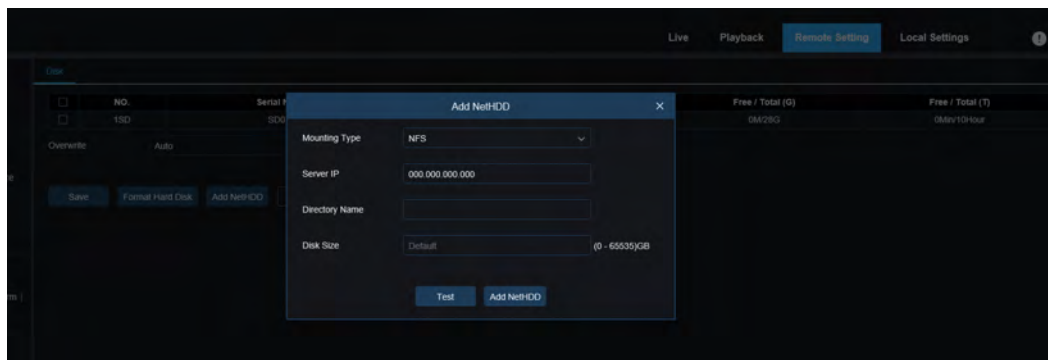 Live Playback Remote Setting Local Settings
Disk
NO. Serial Free / Total (G) Free / Total (T)
1SD SD0 0M/28G 0Min/10Hour
Overwrite Auto
Save Format Hard Disk Add NetHDD
Add NetHDD
Mounting Type NFS
Server IP 000.000.000.000
Directory Name
Disk Size Default (0 - 65535)GB
Test Add NetHDD